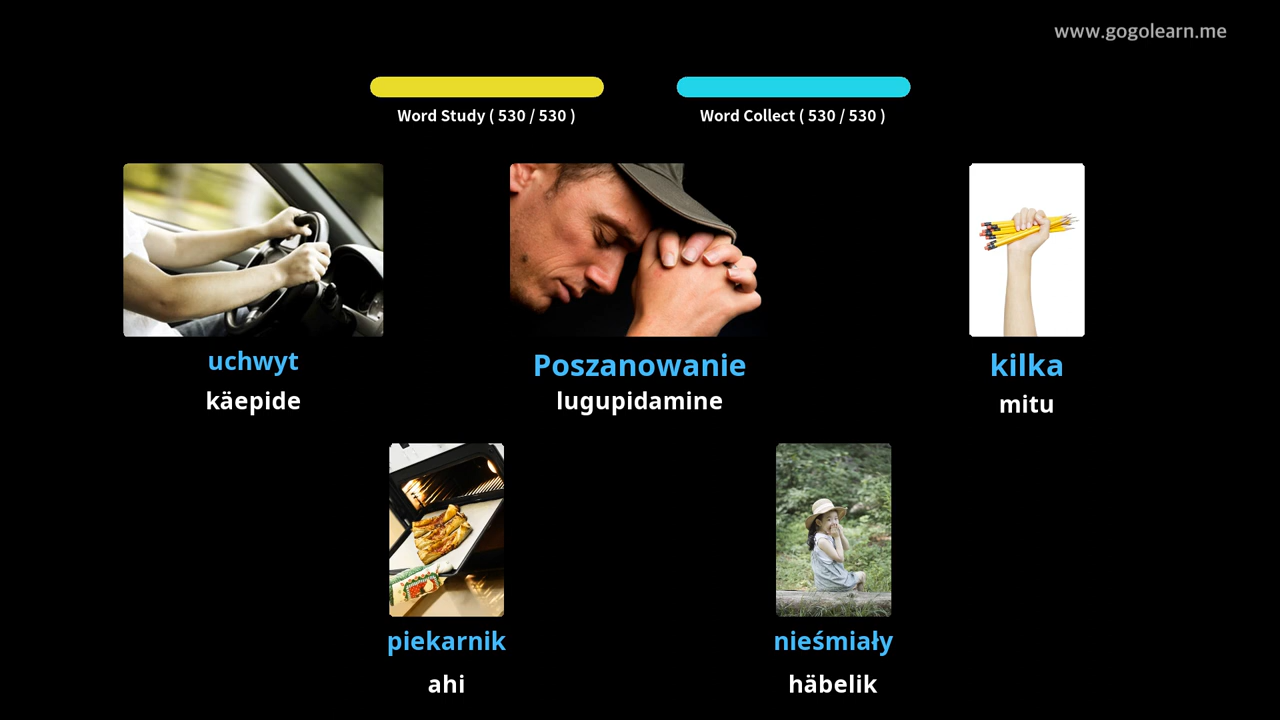 www.gogolearn.me
Word Study ( 530 / 530 )
Word Collect ( 530 / 530 )
uchwyt
käepide
Poszanowanie
lugupidamine
kilka
mitu
piekarnik
ahi
nieśmiały
häbelik